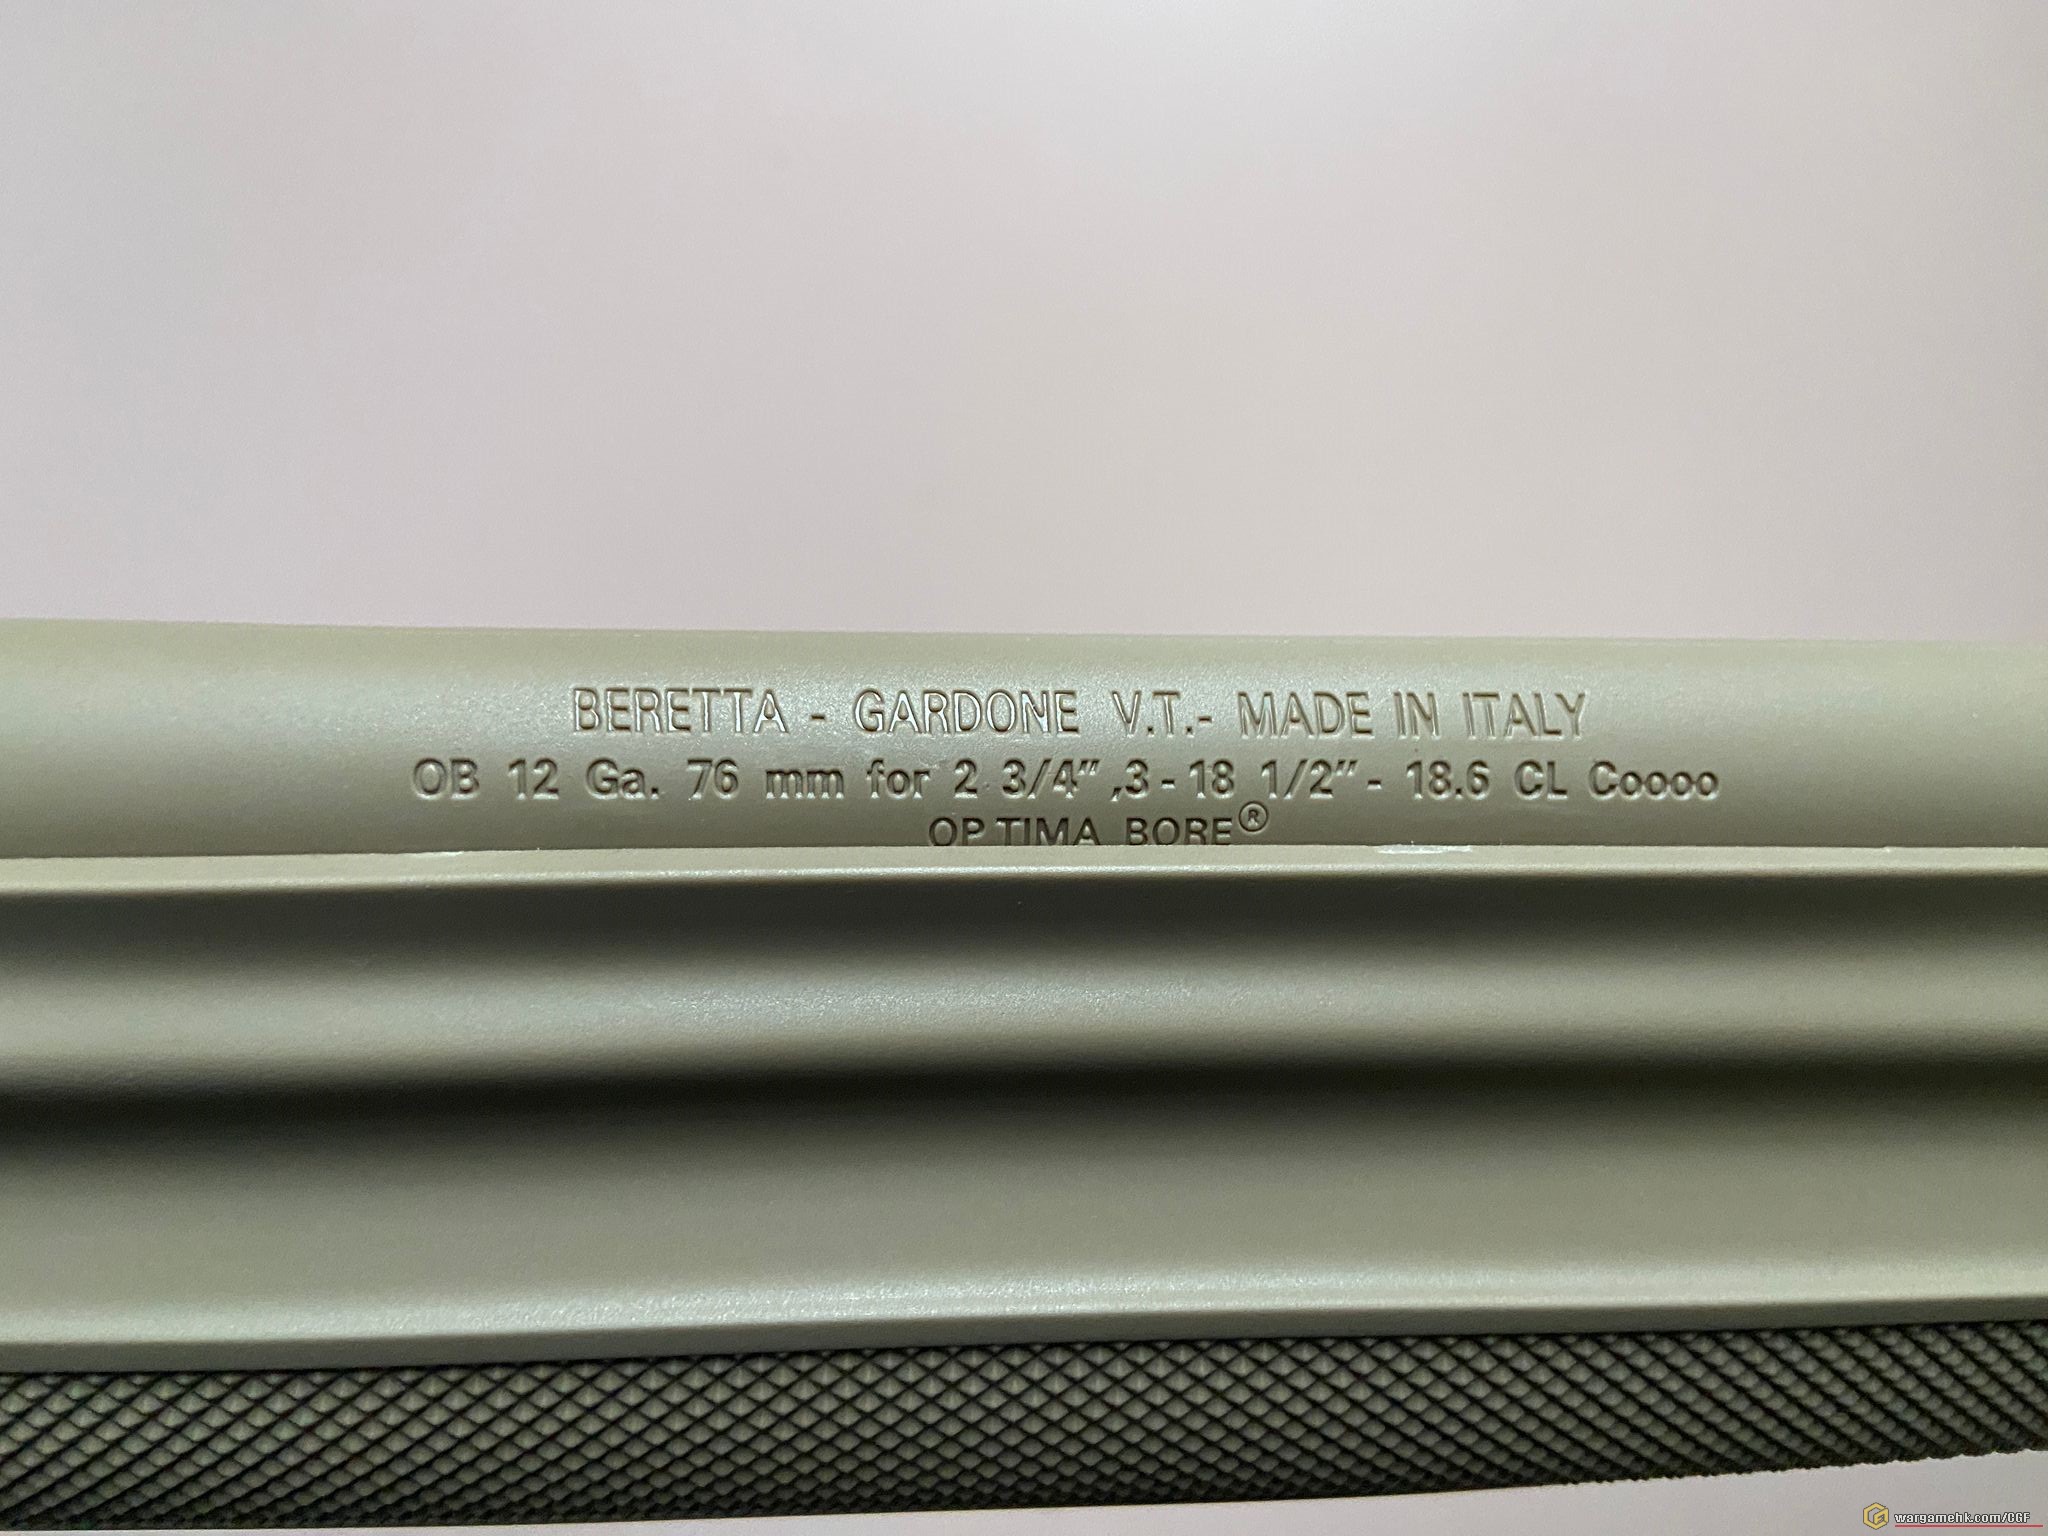 BERETTA - GARDONE V.T.- MADE IN ITALY
OB 12 Ga. 76 mm for 2 3/4" ,3 - 18 1/2" - 18.6 CL Coooo
OPTIMA BORE®
wargamehk.com/CGF